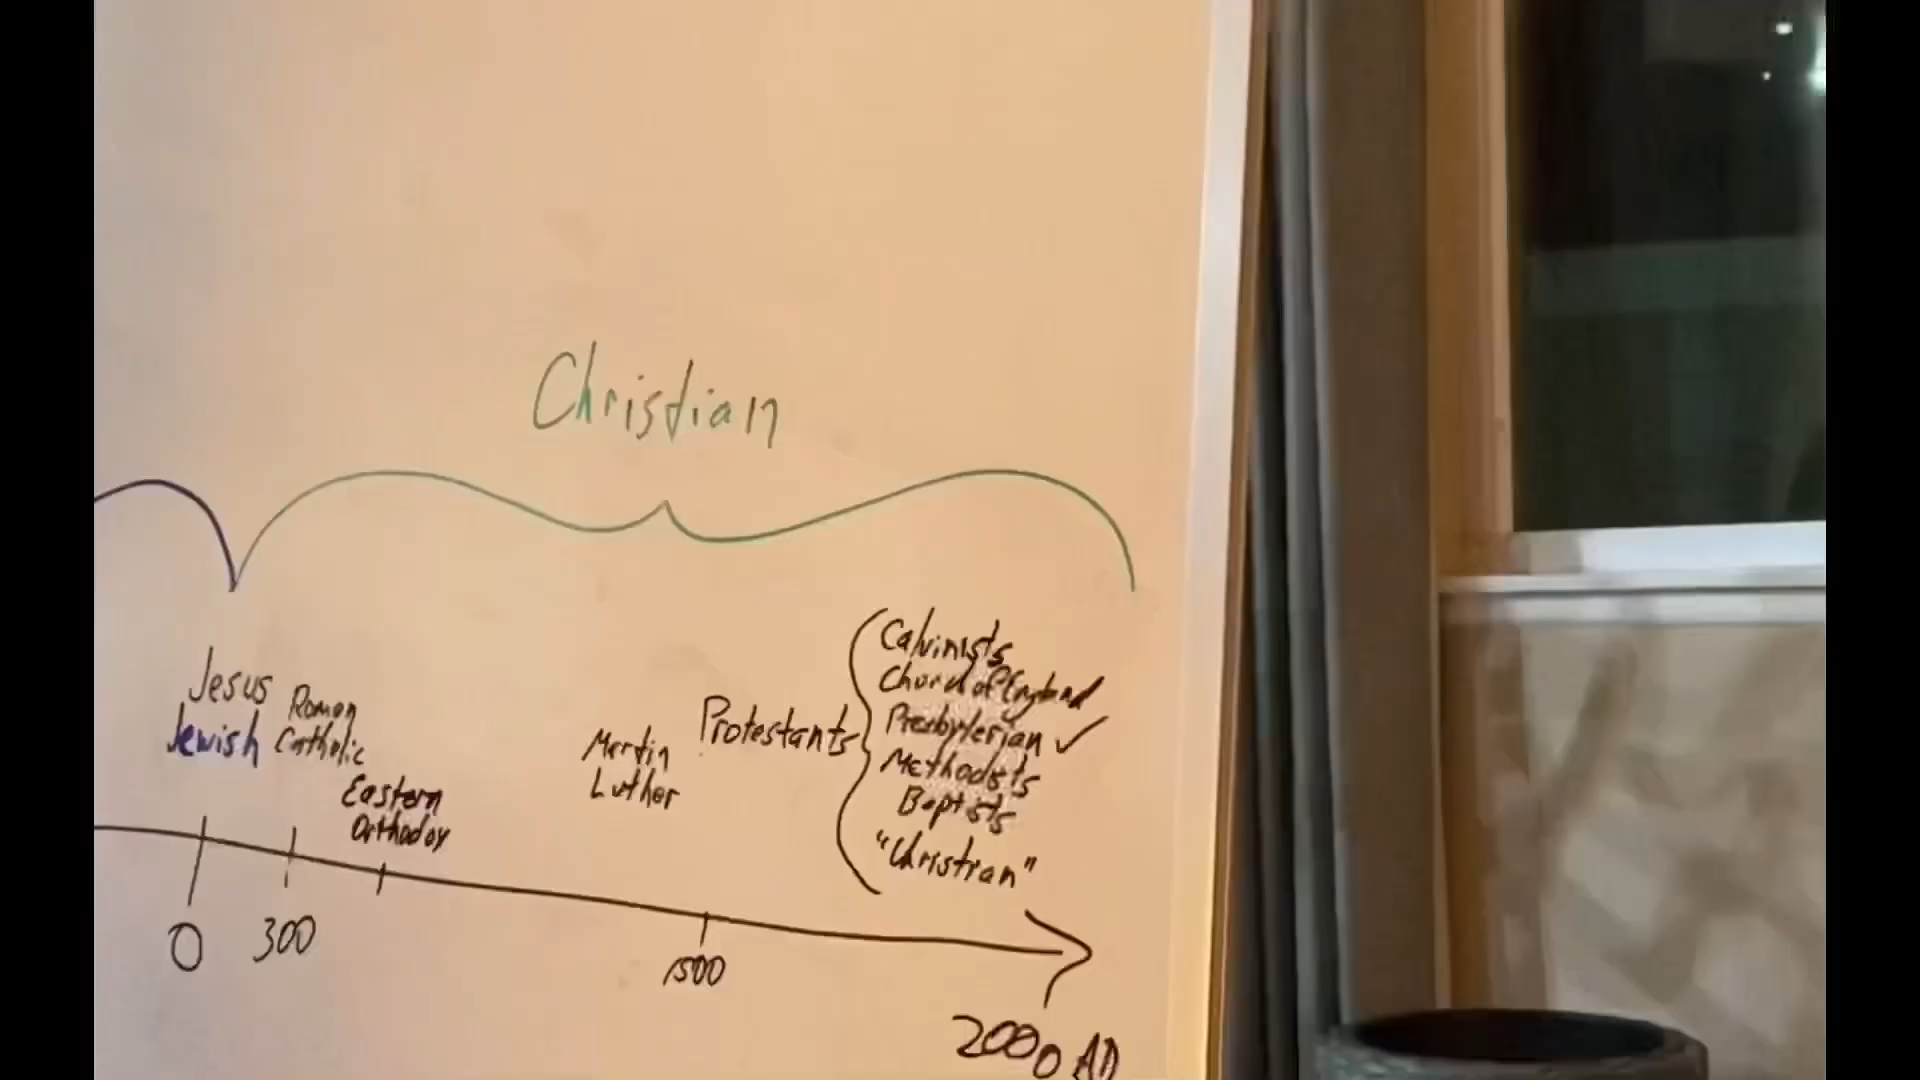 Christian
Jesus
Jewish
Roman
Catholic
Eastern
Orthodox
Martin
Luther
Protestants
Calvinists
Church of England
Presbyterian ✓
Methodists
Baptists
"Christian"
0
300
1500
2000 AD